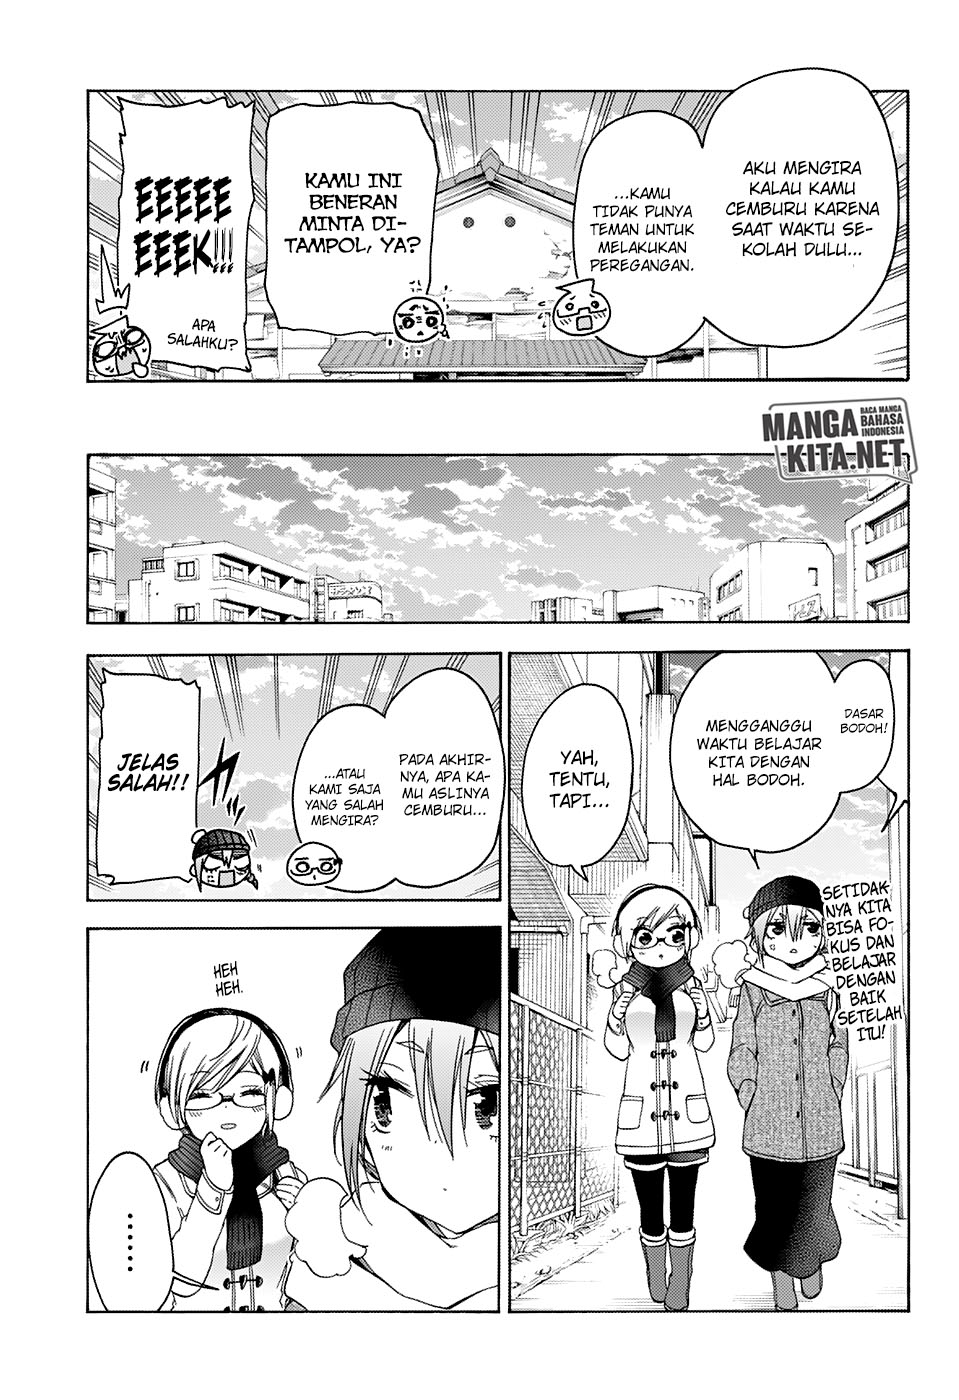 AKU MENGIRA
KALAU KAMU
CEMBURU KARENA
SAAT WAKTU SE-
KOLAH DULU...
...KAMU
TIDAK PUNYA
TEMAN UNTUK
MELAKUKAN
PEREGANGAN.
KAMU INI
BENERAN
MINTA DI-
TAMPOL, YA?
EEEEE
EEEK!!!
APA
SALAHKU?
MANGA
KITA.NET
BACA MANGA
BAHASA
INDONESIA
DASAR
BODOH!
MENGGANGGU
WAKTU BELAJAR
KITA DENGAN
HAL BODOH.
SETIDAK-
NYA KITA
BISA FO-
KUS DAN
BELAJAR
DENGAN
BAIK
SETELAH
ITU!
YAH,
TENTU,
TAPI...
PADA AKHIR-
NYA, APA KA-
MU ASLINYA
CEMBURU...
...ATAU
KAMI SAJA
YANG SALAH
MENGIRA?
JELAS
SALAH!!
HEH
HEH.
......